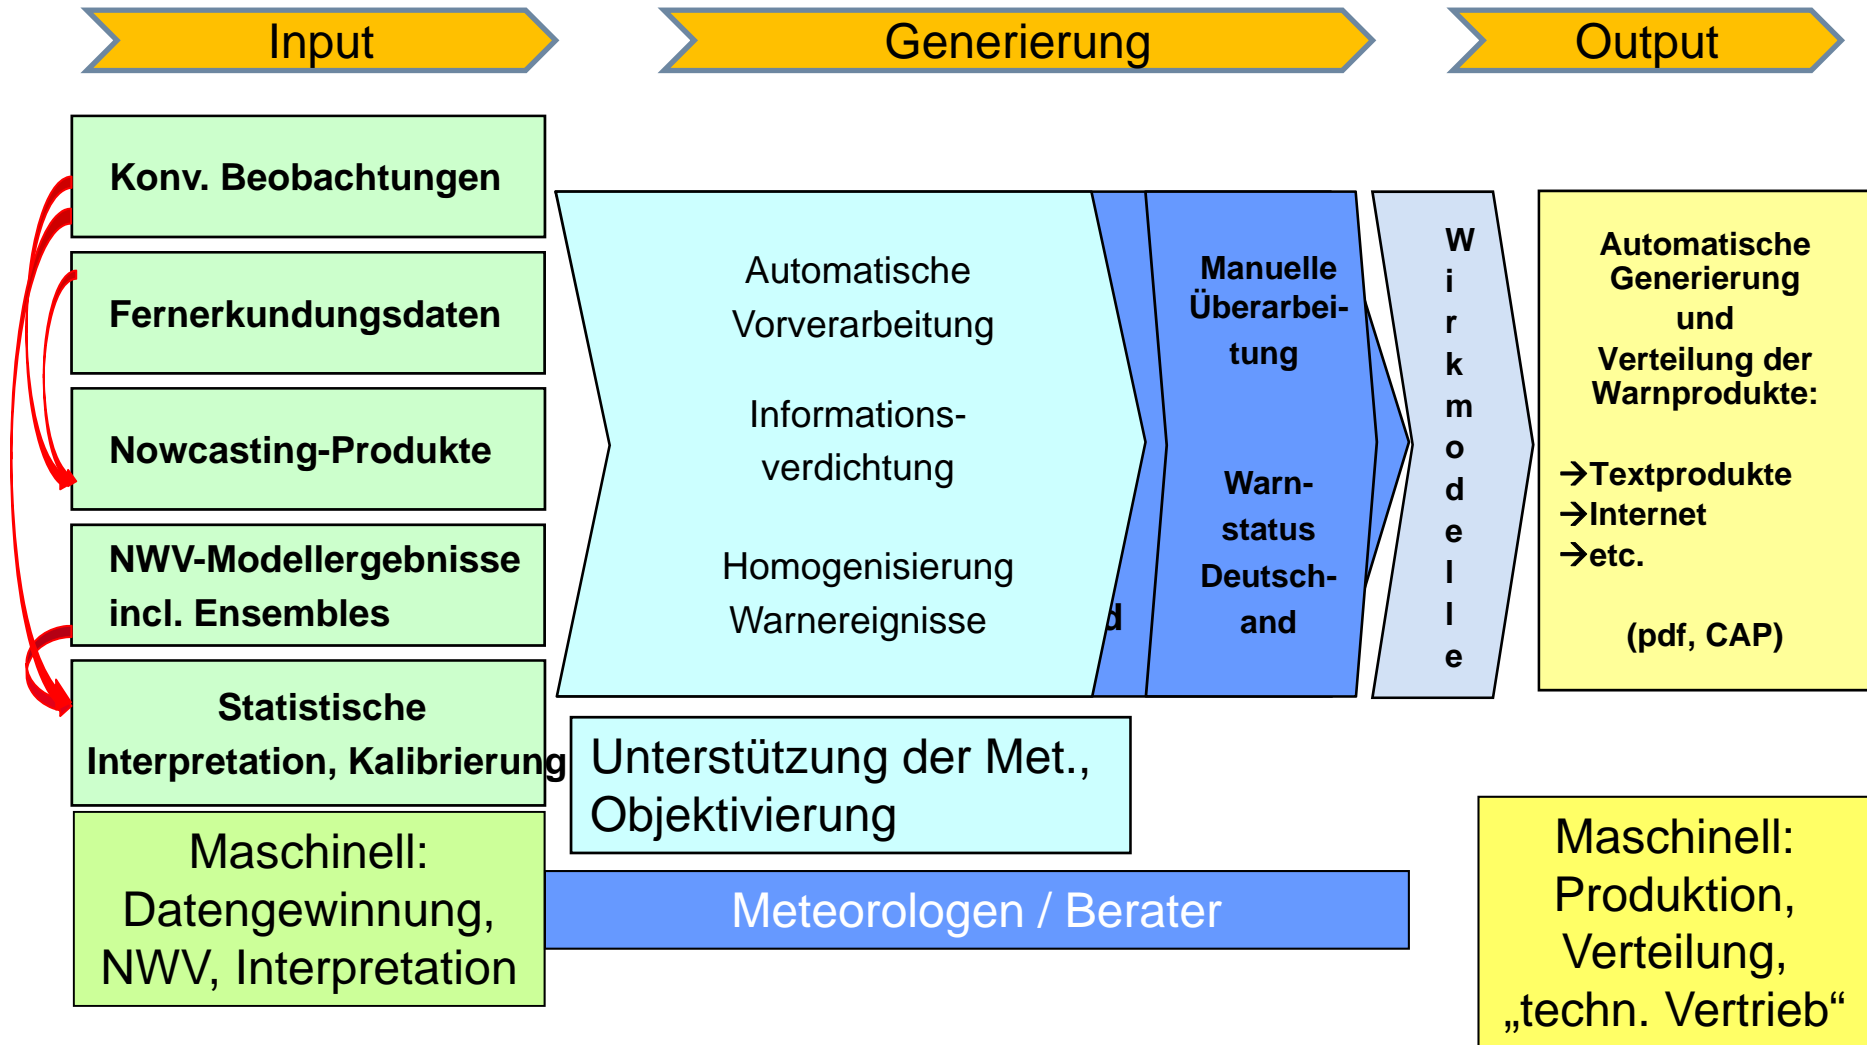 Input
Generierung
Output
Konv. Beobachtungen
Fernerkundungsdaten
Nowcasting-Produkte
NWV-Modellergebnisse
incl. Ensembles
Statistische
Interpretation, Kalibrierung
Maschinell:
Datengewinnung,
NWV, Interpretation
Automatische
Vorverarbeitung
Informations-
verdichtung
Homogenisierung
Warnereignisse
d
Unterstützung der Met.,
Objektivierung
Meteorologen / Berater
Manuelle
Überarbei-
tung
Warn-
status
Deutsch-
and
W
i
r
k
m
o
d
e
l
l
e
Automatische
Generierung
und
Verteilung der
Warnprodukte:
→Textprodukte
→Internet
→etc.
(pdf, CAP)
Maschinell:
Produktion,
Verteilung,
„techn. Vertrieb“